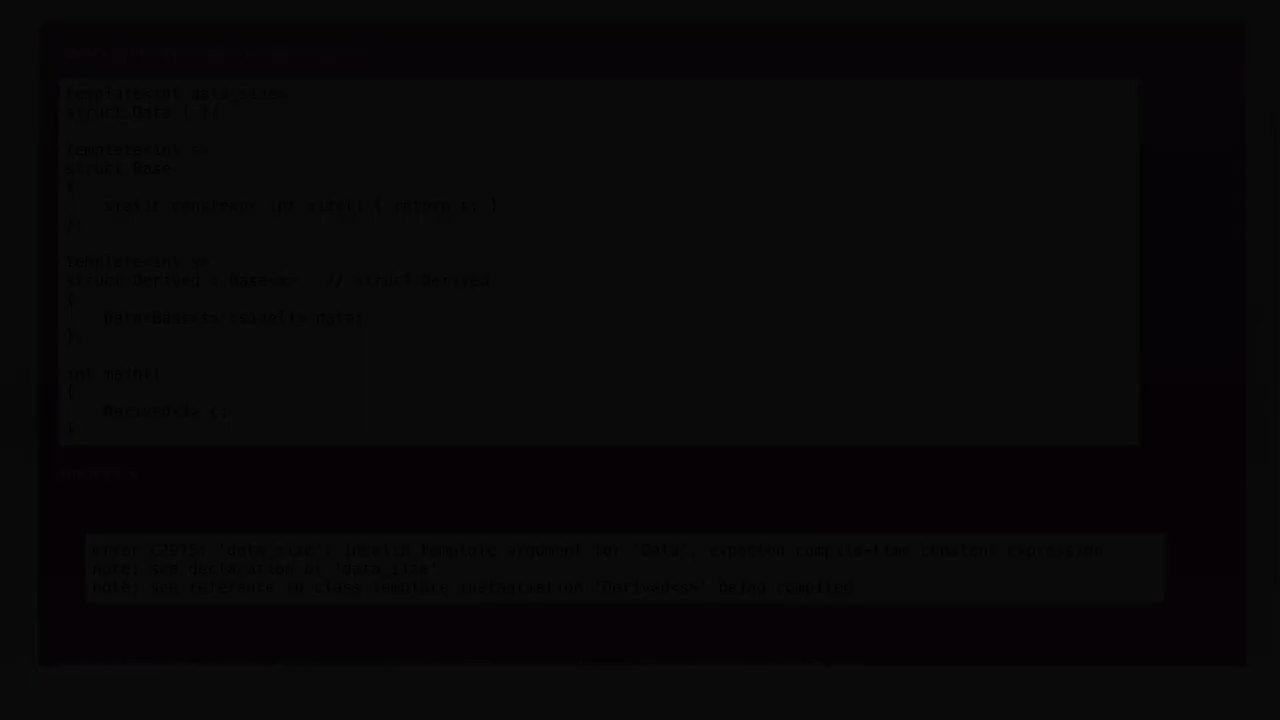 template<int data_size>
struct Data { };
template<int s>
struct Base
{
static constexpr int size() { return s; }
};
template<int s>
struct Derived : Base<s> // struct Derived
{
Data<Base<s>::size()> data;
};
int main()
{
Derived<1> c;
}
error C2975: 'data_size': invalid template argument for 'Data', expected compile-time constant expression
note: see declaration of 'data_size'
note: see reference to class template instantiation 'Derived<s>' being compiled